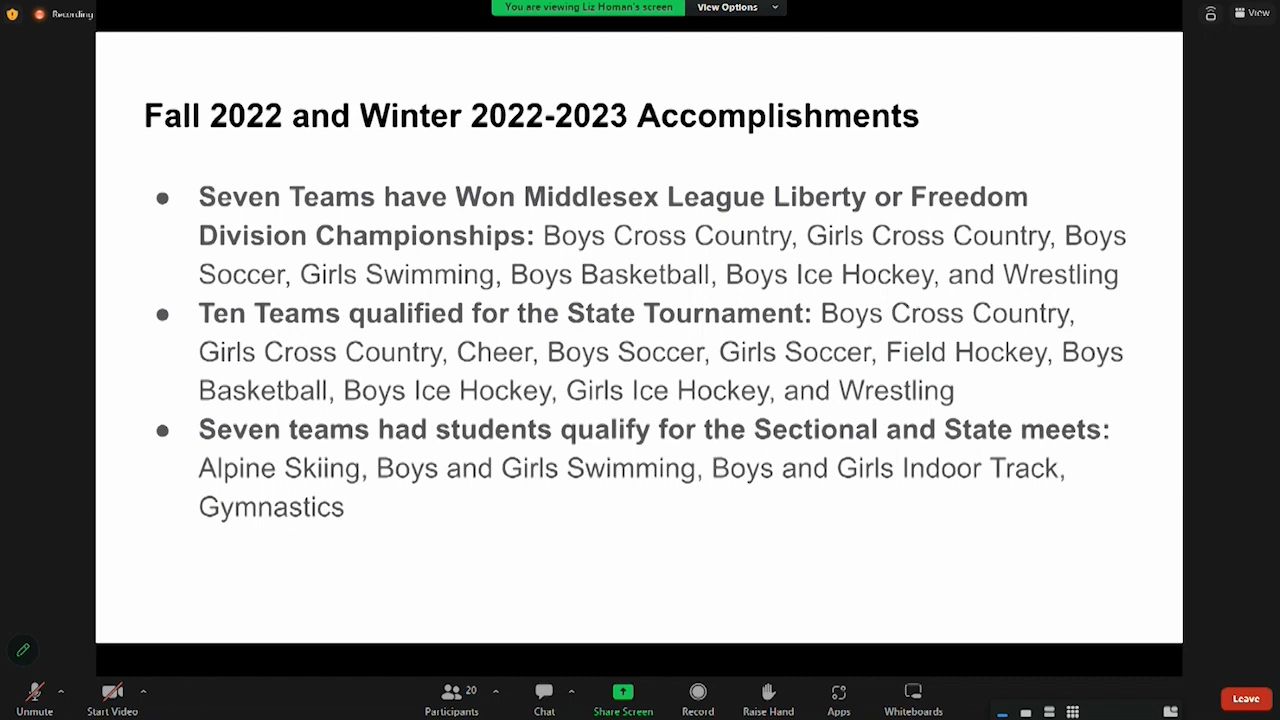 Recording
You are viewing Liz Homan's screen
View Options
View
Fall 2022 and Winter 2022-2023 Accomplishments
● Seven Teams have Won Middlesex League Liberty or Freedom
Division Championships: Boys Cross Country, Girls Cross Country, Boys
Soccer, Girls Swimming, Boys Basketball, Boys Ice Hockey, and Wrestling
● Ten Teams qualified for the State Tournament: Boys Cross Country,
Girls Cross Country, Cheer, Boys Soccer, Girls Soccer, Field Hockey, Boys
Basketball, Boys Ice Hockey, Girls Ice Hockey, and Wrestling
● Seven teams had students qualify for the Sectional and State meets:
Alpine Skiing, Boys and Girls Swimming, Boys and Girls Indoor Track,
Gymnastics
20
Unmute
Start Video
Participants
Chat
Share Screen
Record
Raise Hand
Apps
Whiteboards
Leave